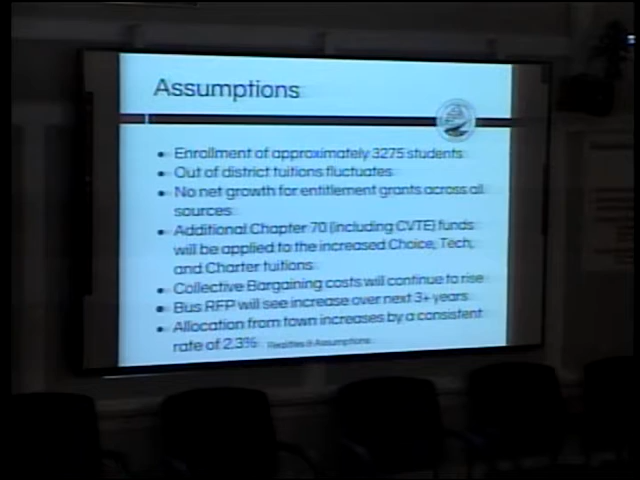 Assumptions
Enrollment of approximately 3275 students
Out of district tuitions fluctuates
No net growth for entitlement grants across all
sources
Additional Chapter 70 (including CVTE) funds
will be applied to the increased Choice, Tech,
and Charter tuitions
Collective Bargaining costs will continue to rise
Bus RFP will see increase over next 3+ years
Allocation from town increases by a consistent
rate of 2.3% Realities & Assumptions